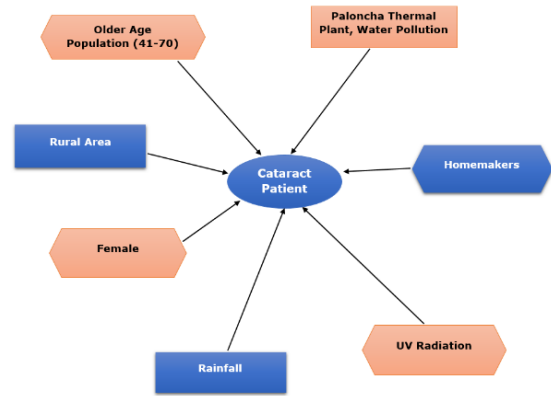 Older Age
Population (41-70)
Paloncha Thermal
Plant, Water Pollution
Rural Area
Cataract
Patient
Homemakers
Female
UV Radiation
Rainfall